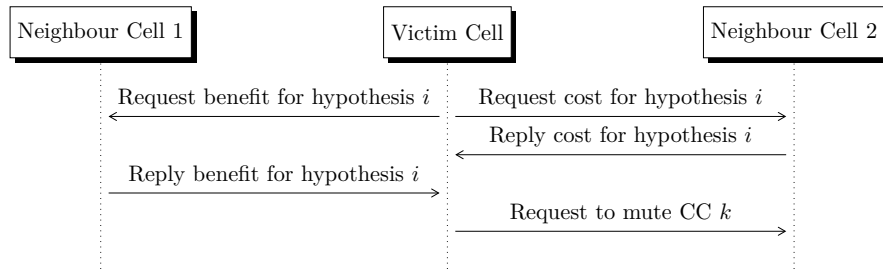 Neighbour Cell 1
Victim Cell
Neighbour Cell 2
Request benefit for hypothesis i
Request cost for hypothesis i
Reply cost for hypothesis i
Reply benefit for hypothesis i
Request to mute CC k